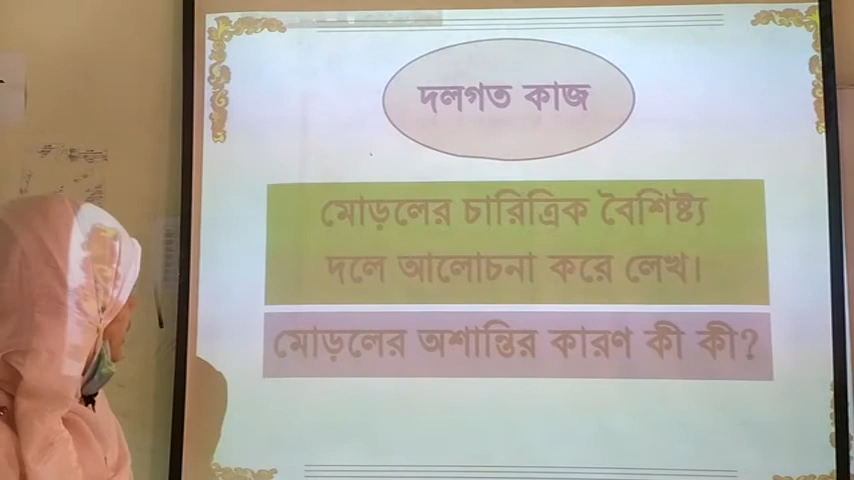 দলগত কাজ
মোড়লের চারিত্রিক বৈশিষ্ট্য
দলে আলোচনা করে লেখ।
মোড়লের অশান্তির কারণ কী কী?